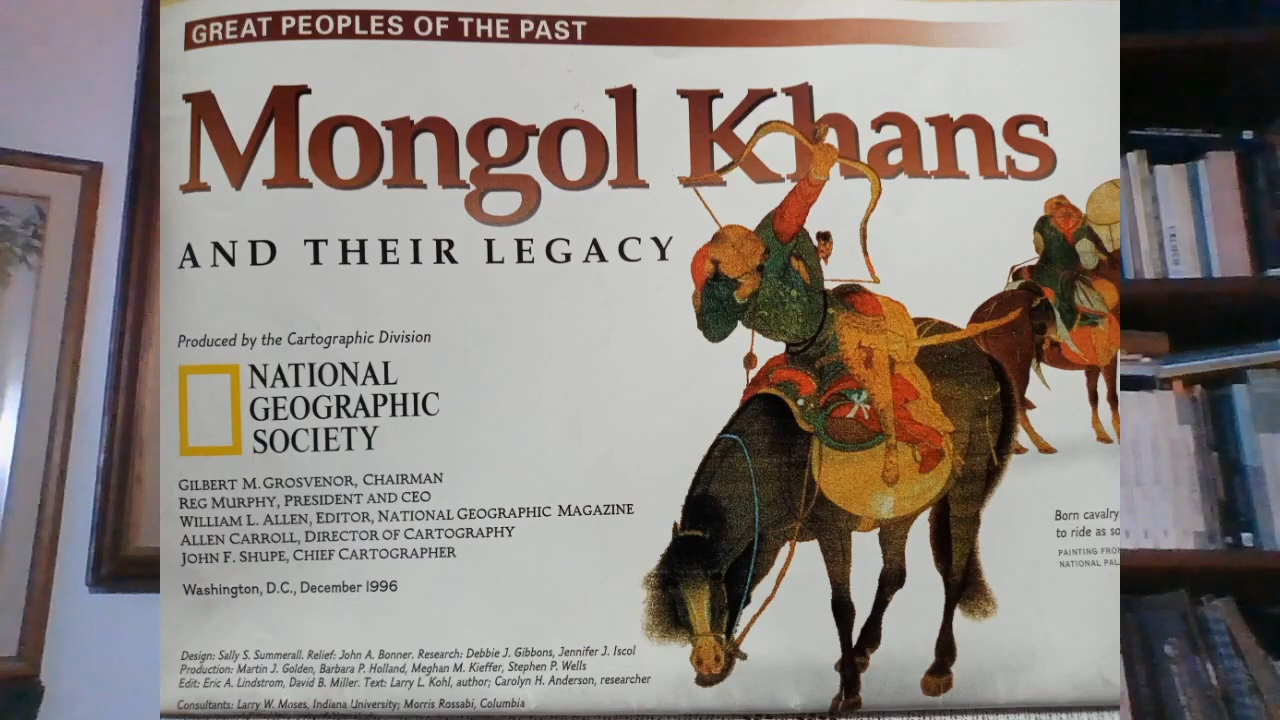 GREAT PEOPLES OF THE PAST
Mongol Khans
AND THEIR LEGACY
Produced by the Cartographic Division
NATIONAL
GEOGRAPHIC
SOCIETY
GILBERT M. GROSVENOR, CHAIRMAN
REG MURPHY, PRESIDENT AND CEO
WILLIAM L. ALLEN, EDITOR, NATIONAL GEOGRAPHIC MAGAZINE
ALLEN CARROLL, DIRECTOR OF CARTOGRAPHY
JOHN F. SHUPE, CHIEF CARTOGRAPHER
Washington, D.C., December 1996
Born cavalry
to ride as so
PAINTING FROM
NATIONAL PAL
Design: Sally S. Summerall. Relief: John A. Bonner. Research: Debbie J. Gibbons, Jennifer J. Iscol
Production: Martin J. Golden, Barbara P. Holland, Meghan M. Kieffer, Stephen P. Wells
Edit: Eric A. Lindstrom, David B. Miller. Text: Larry L. Kohl, author; Carolyn H. Anderson, researcher
Consultants: Larry W. Moses, Indiana University; Morris Rossabi, Columbia